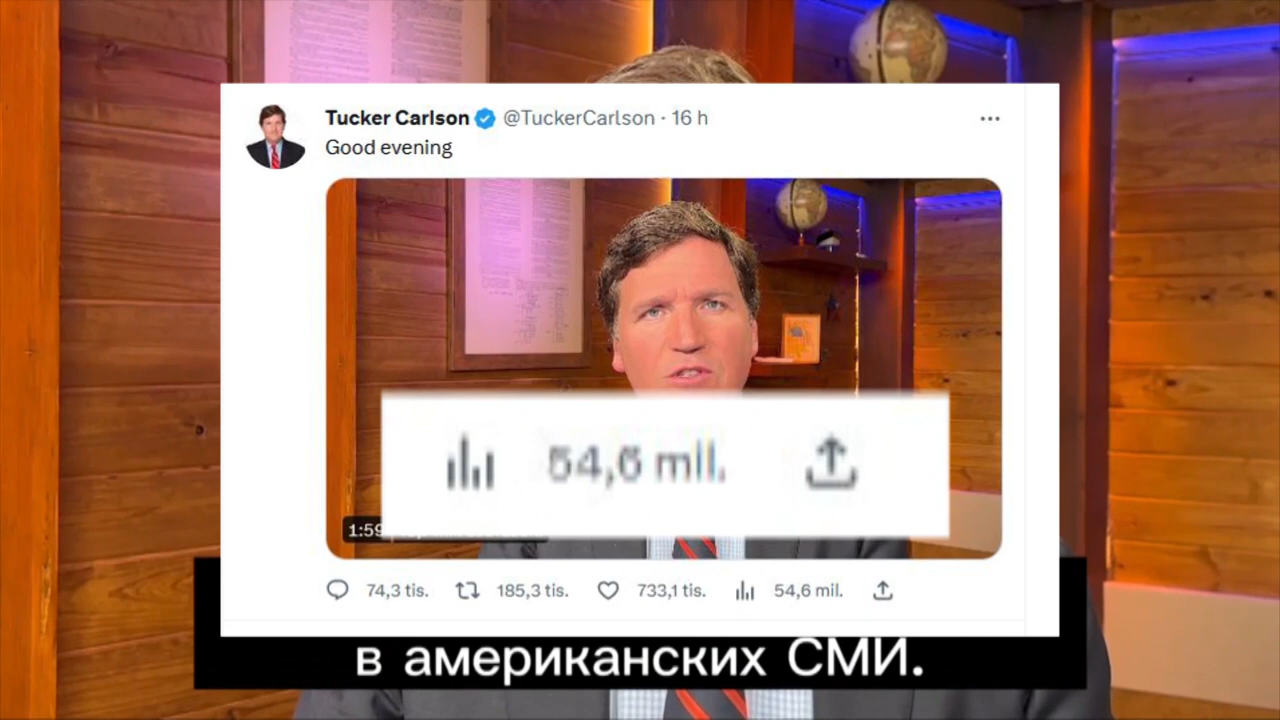 Tucker Carlson @TuckerCarlson · 16 h
Good evening
54,6 mil.
1:59
74,3 tis. 185,3 tis. 733,1 tis. 54,6 mil.
в американских СМИ.